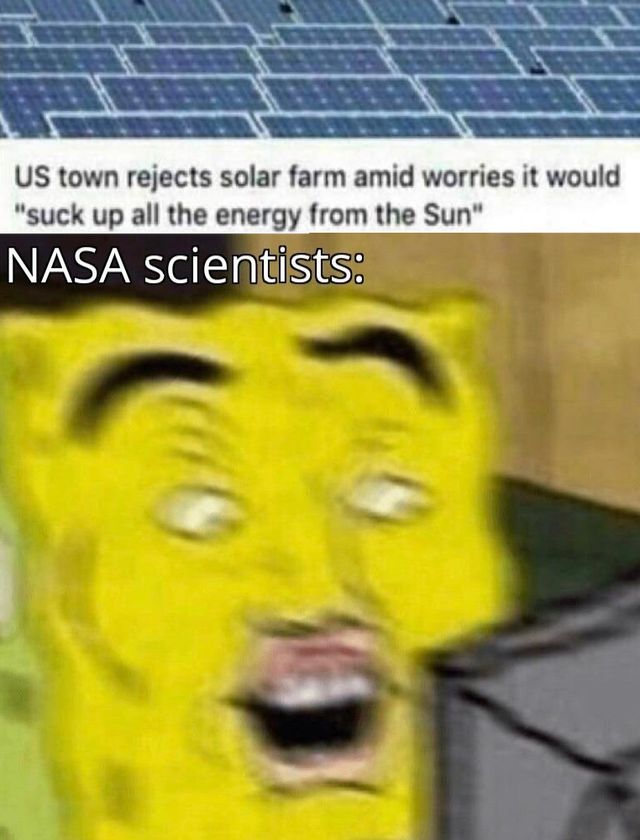 US town rejects solar farm amid worries it would
"suck up all the energy from the Sun"
NASA scientists: